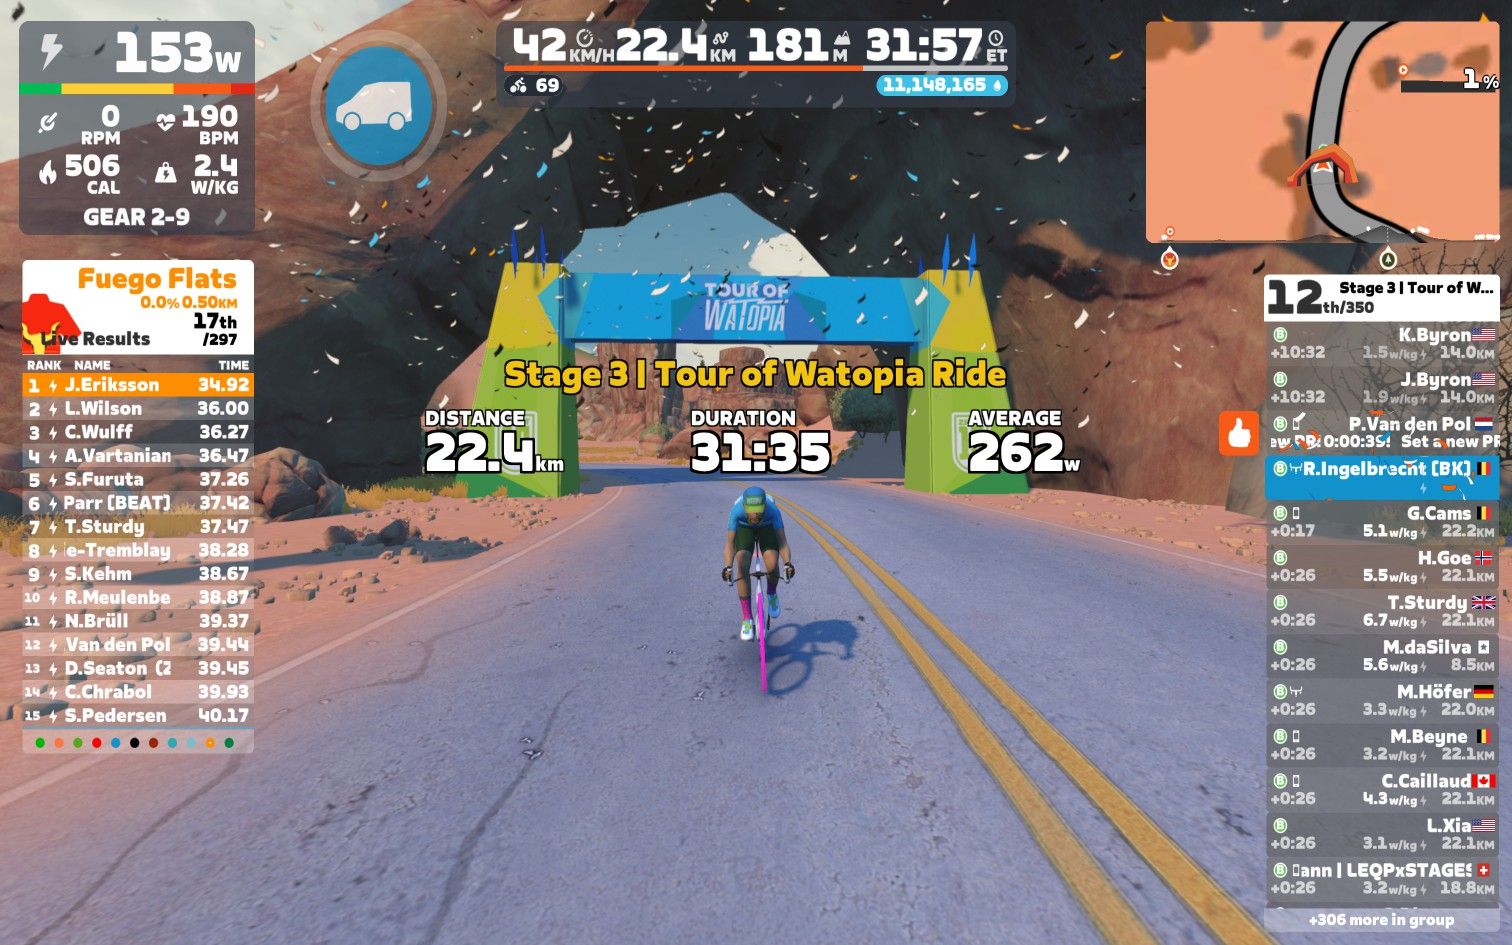 153W
0 RPM
190 BPM
506 CAL
2.4 W/KG
GEAR 2-9
42 KM/H 22.4 KM 181 M 31:57 ET
69
11,148,165
1%
Fuego Flats
0.0% 0.50KM
17th
Live Results /297
RANK NAME TIME
1 J.Eriksson 34.92
2 L.Wilson 36.00
3 C.Wulff 36.27
4 A.Vartanian 36.47
5 S.Furuta 37.26
6 Parr (BEAT) 37.42
7 T.Sturdy 37.47
8 e-Tremblay 38.28
9 S.Kehm 38.67
10 R.Meulenbe 38.87
11 N.Brüll 39.37
12 Van den Pol 39.44
13 D.Seaton (Z 39.45
14 C.Chrabol 39.93
15 S.Pedersen 40.17
TOUR OF
WATOPIA
Stage 3 | Tour of Watopia Ride
DISTANCE DURATION AVERAGE
22.4km 31:35 262w
12th/350 Stage 3 | Tour of W...
B K.Byron
+10:32 1.5w/kg 14.0KM
B J.Byron
+10:32 1.9w/kg 14.0KM
B P.Van den Pol
ew PR: 0:00:39! Set a new PR
B R.Ingelbrecht (BK)
B G.Cams
+0:17 5.1w/kg 22.2KM
B H.Goe
+0:26 5.5w/kg 22.1KM
B T.Sturdy
+0:26 6.7w/kg 22.1KM
B M.daSilva
+0:26 5.6w/kg 8.5KM
B M.Höfer
+0:26 3.3w/kg 22.0KM
B M.Beyne
+0:26 3.2w/kg 22.1KM
B C.Caillaud
+0:26 4.3w/kg 22.1KM
B L.Xia
+0:26 3.1w/kg 22.1KM
B ann | LEQPxSTAGES
+0:26 3.2w/kg 18.8KM
+306 more in group